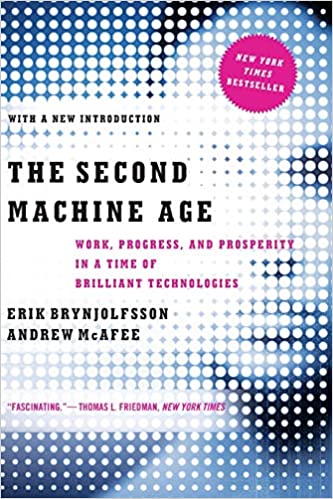 NEW YORK
TIMES
BESTSELLER
WITH A NEW INTRODUCTION
THE SECOND
MACHINE AGE
WORK, PROGRESS, AND PROSPERITY
IN A TIME OF
BRILLIANT TECHNOLOGIES
ERIK BRYNJOLFSSON
ANDREW McAFEE
"FASCINATING."—THOMAS L. FRIEDMAN, NEW YORK TIMES